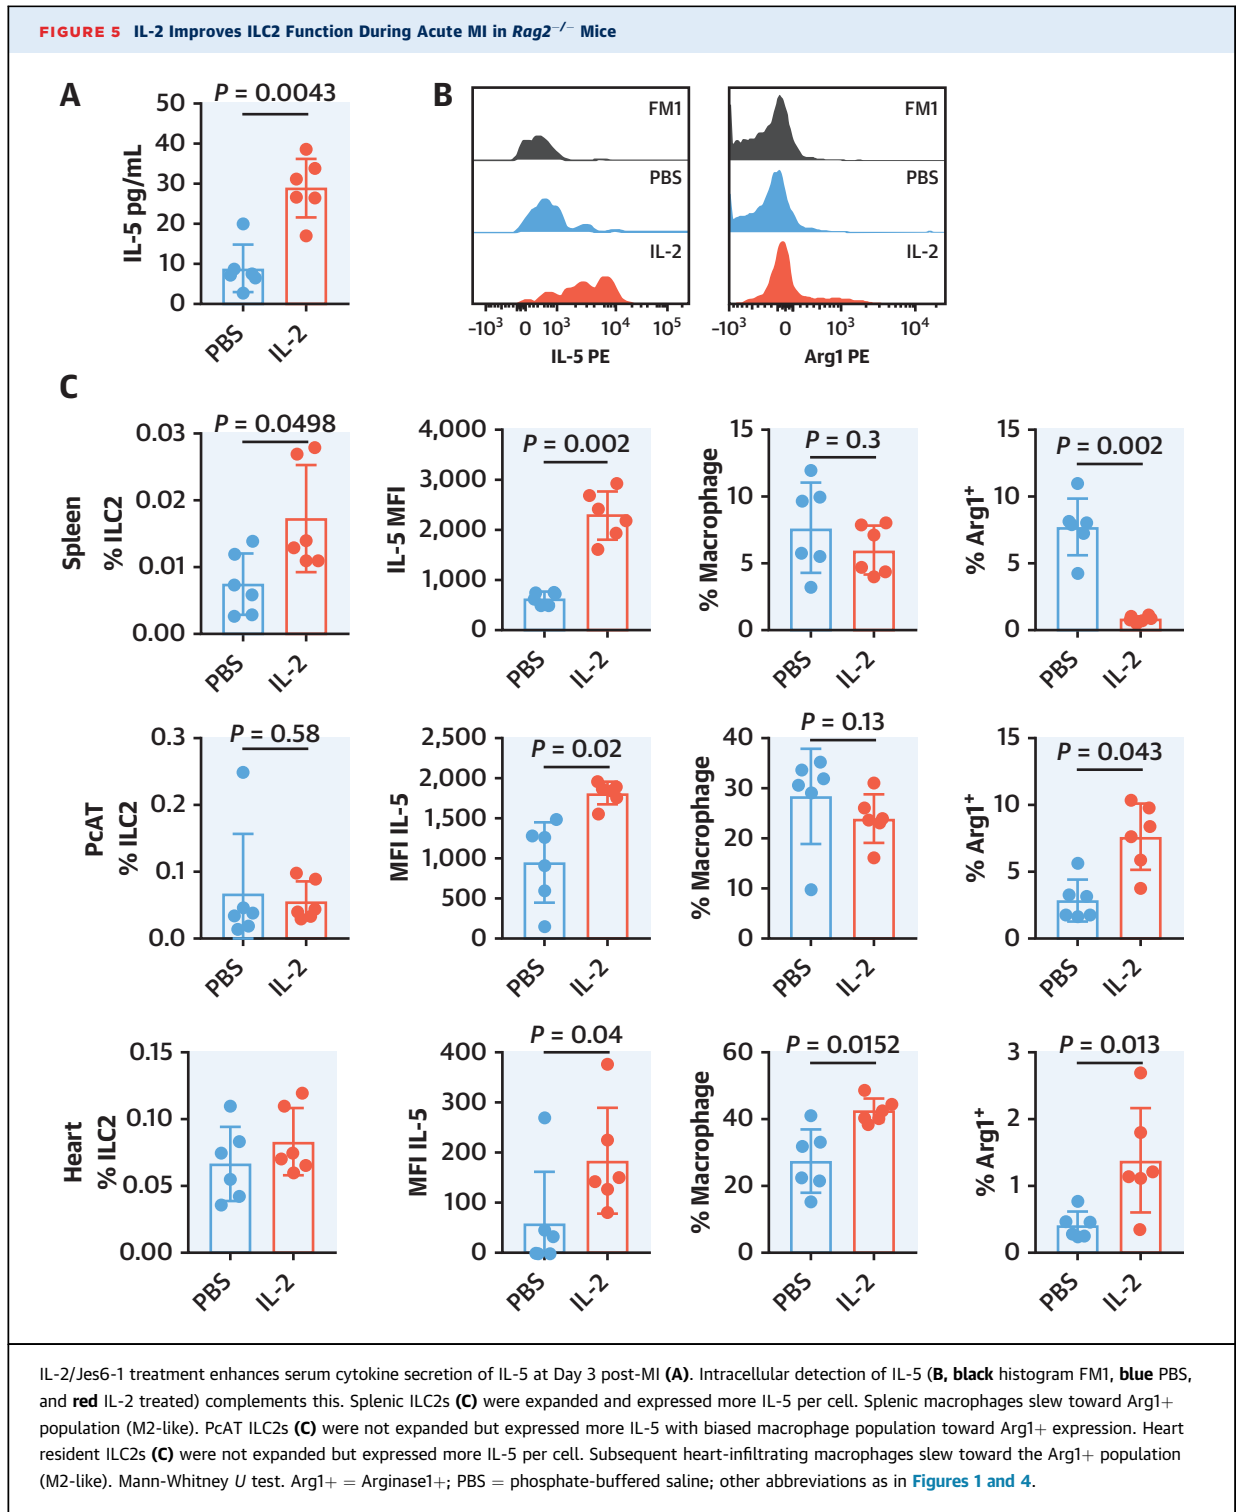 FIGURE 5 IL-2 Improves ILC2 Function During Acute MI in Rag2−/− Mice
A
P = 0.0043
IL-5 pg/mL
50
40
30
20
10
0
PBS
IL-2
B
FM1
PBS
IL-2
-10³ 0 10³ 10⁴ 10⁵
IL-5 PE
FM1
PBS
IL-2
-10³ 0 10³ 10⁴
Arg1 PE
C
P = 0.0498
Spleen
% ILC2
0.03
0.02
0.01
0.00
PBS
IL-2
P = 0.002
IL-5 MFI
4,000
3,000
2,000
1,000
0
PBS
IL-2
P = 0.3
% Macrophage
15
10
5
0
PBS
IL-2
P = 0.002
% Arg1⁺
15
10
5
0
PBS
IL-2
P = 0.58
PcAT
% ILC2
0.3
0.2
0.1
0.0
PBS
IL-2
P = 0.02
MFI IL-5
2,500
2,000
1,500
1,000
500
0
PBS
IL-2
P = 0.13
% Macrophage
40
30
20
10
0
PBS
IL-2
P = 0.043
% Arg1⁺
15
10
5
0
PBS
IL-2
Heart
% ILC2
0.15
0.10
0.05
0.00
PBS
IL-2
P = 0.04
MFI IL-5
400
300
200
100
0
PBS
IL-2
P = 0.0152
% Macrophage
60
40
20
0
PBS
IL-2
P = 0.013
% Arg1⁺
3
2
1
0
PBS
IL-2
IL-2/Jes6-1 treatment enhances serum cytokine secretion of IL-5 at Day 3 post-MI (A). Intracellular detection of IL-5 (B, black histogram FM1, blue PBS,
and red IL-2 treated) complements this. Splenic ILC2s (C) were expanded and expressed more IL-5 per cell. Splenic macrophages slew toward Arg1+
population (M2-like). PcAT ILC2s (C) were not expanded but expressed more IL-5 with biased macrophage population toward Arg1+ expression. Heart
resident ILC2s (C) were not expanded but expressed more IL-5 per cell. Subsequent heart-infiltrating macrophages slew toward the Arg1+ population
(M2-like). Mann-Whitney U test. Arg1+ = Arginase1+; PBS = phosphate-buffered saline; other abbreviations as in Figures 1 and 4.